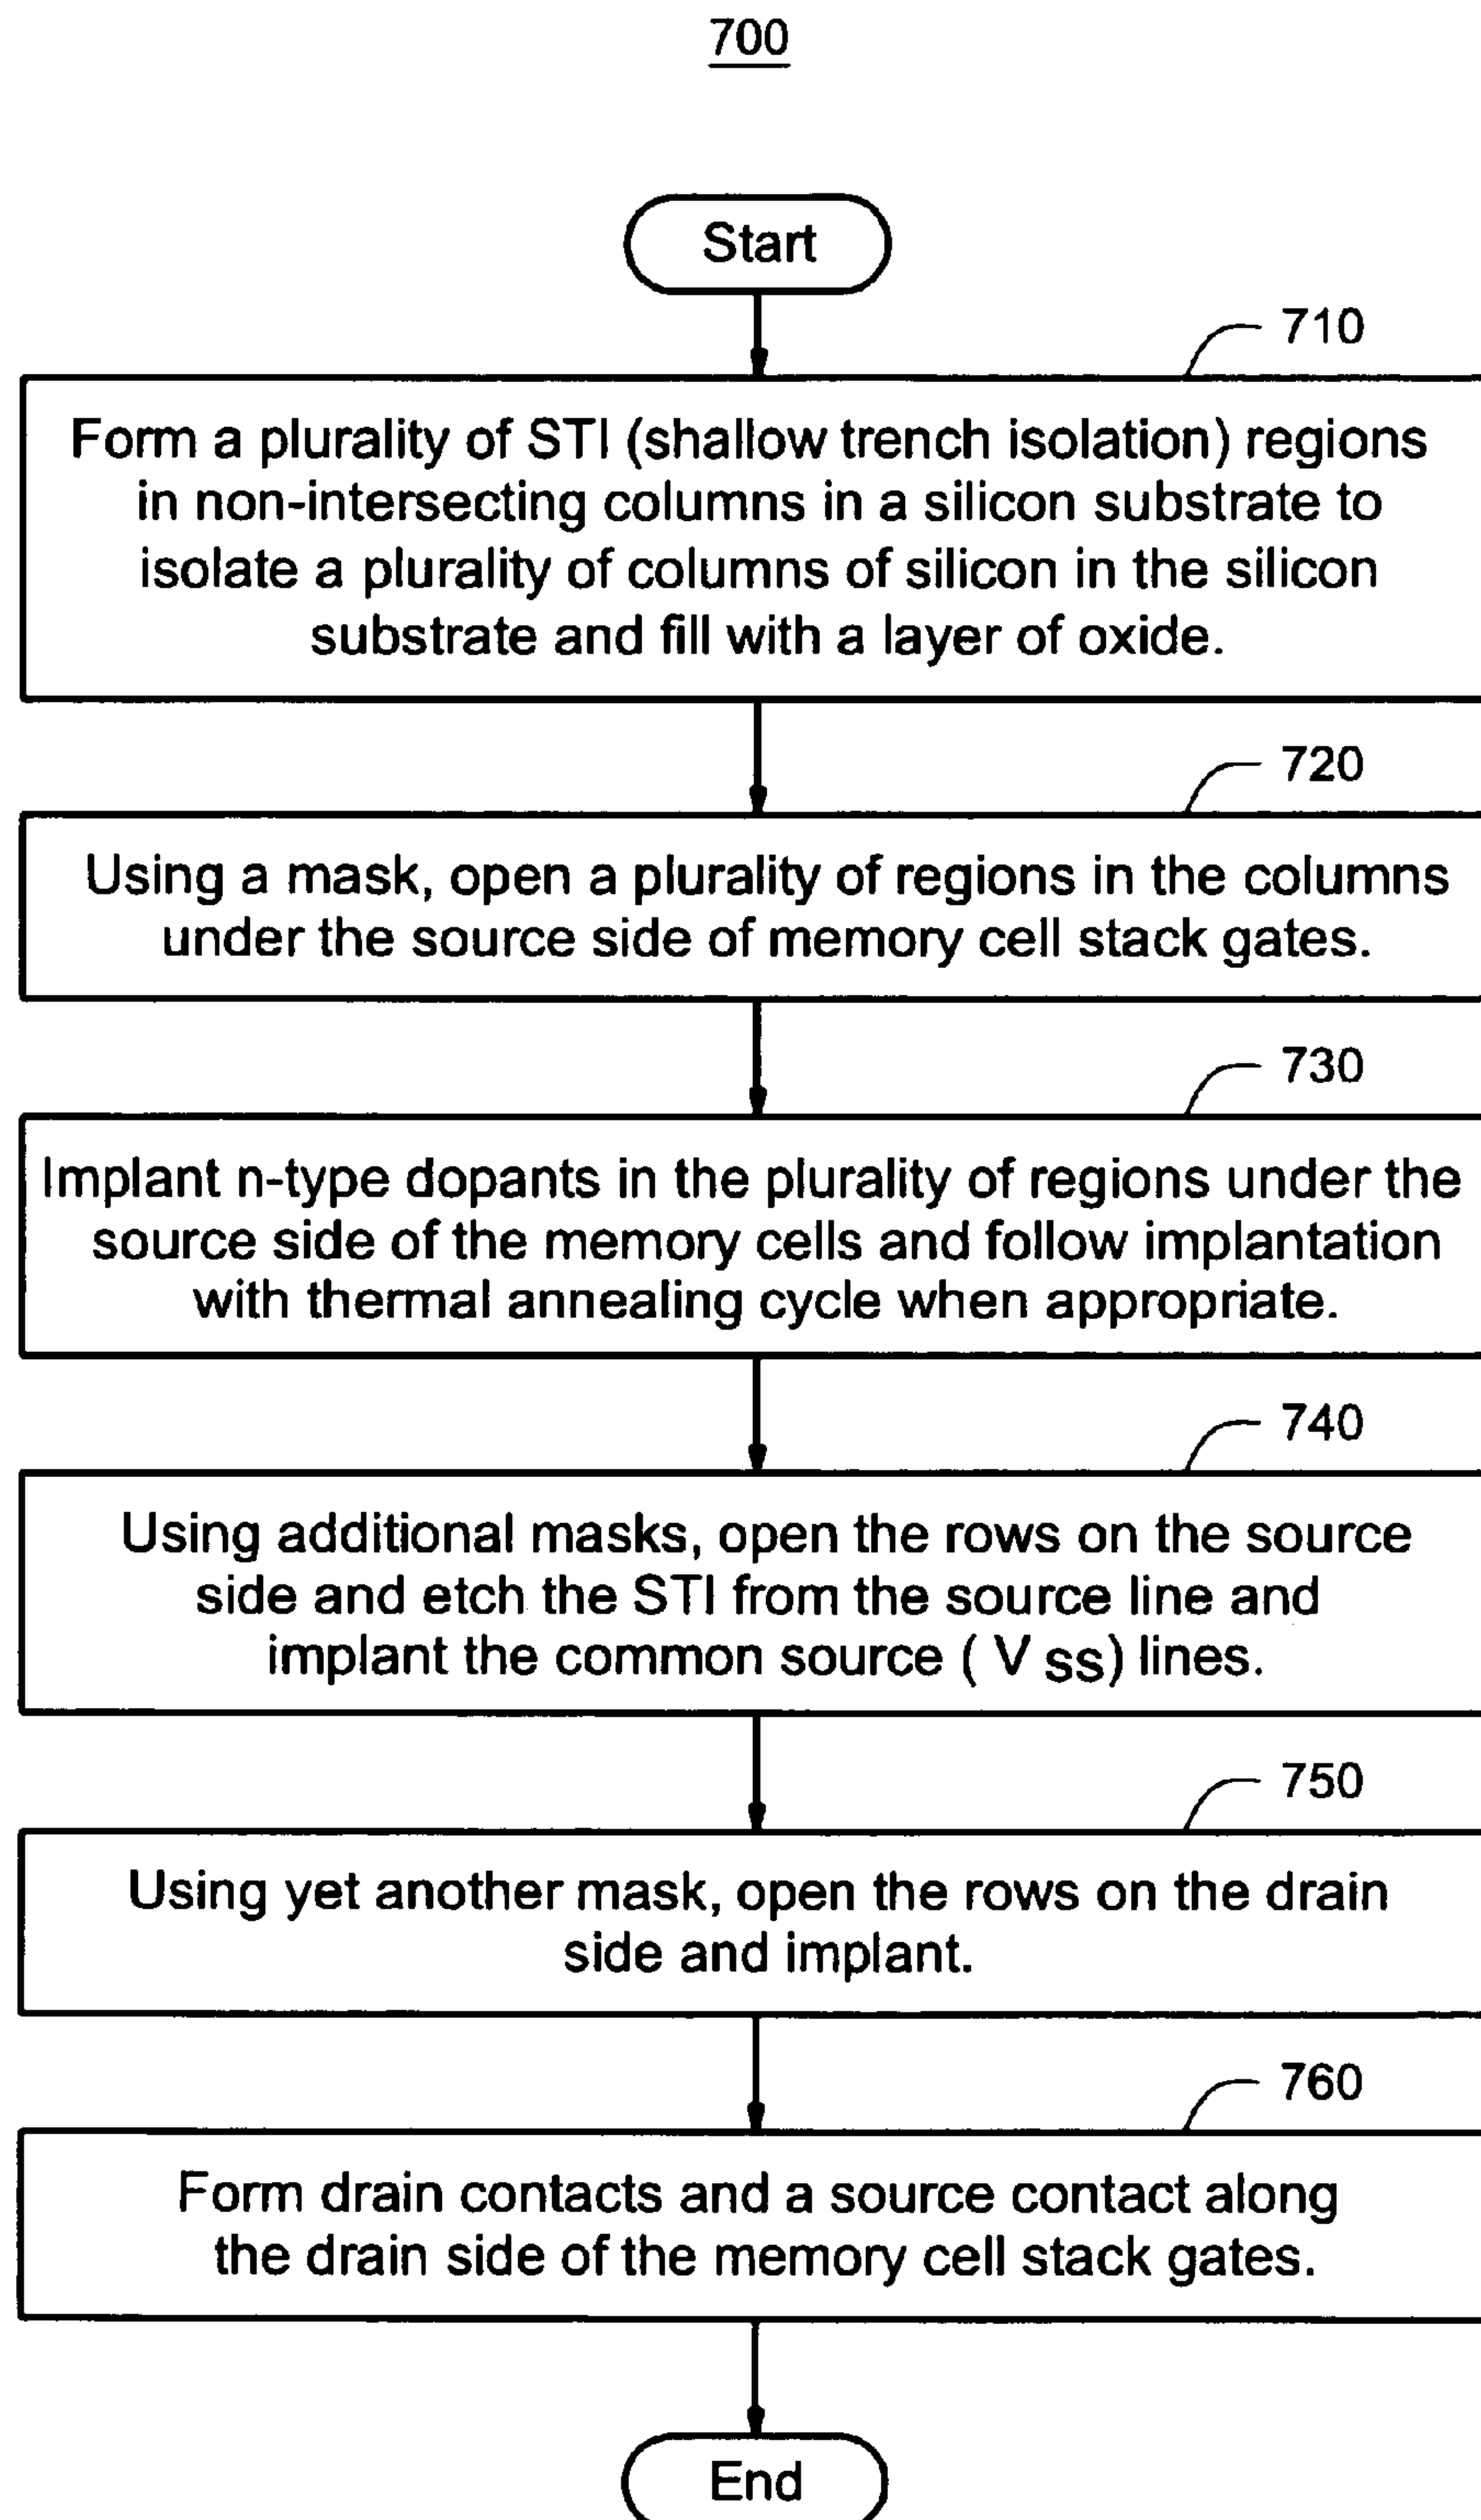 700
Start
710
Form a plurality of STI (shallow trench isolation) regions
in non-intersecting columns in a silicon substrate to
isolate a plurality of columns of silicon in the silicon
substrate and fill with a layer of oxide.
720
Using a mask, open a plurality of regions in the columns
under the source side of memory cell stack gates.
730
Implant n-type dopants in the plurality of regions under the
source side of the memory cells and follow implantation
with thermal annealing cycle when appropriate.
740
Using additional masks, open the rows on the source
side and etch the STI from the source line and
implant the common source ( V ss) lines.
750
Using yet another mask, open the rows on the drain
side and implant.
760
Form drain contacts and a source contact along
the drain side of the memory cell stack gates.
End